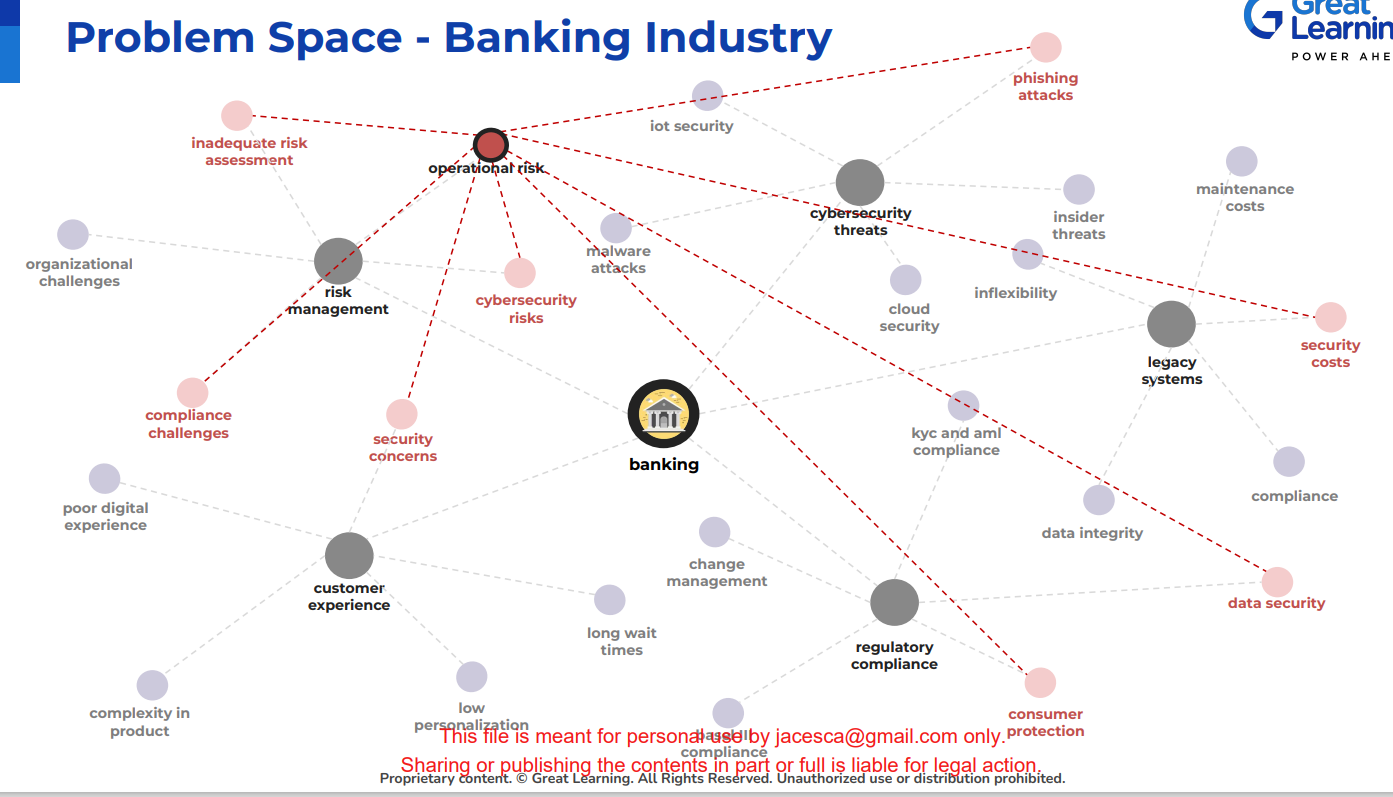 Problem Space - Banking Industry
Great
Learnin
POWER AHE
phishing
attacks
iot security
inadequate risk
assessment
operational risk
maintenance
costs
cybersecurity
threats
insider
threats
malware
attacks
organizational
challenges
risk
management
cybersecurity
risks
cloud
security
inflexibility
security
costs
legacy
systems
compliance
challenges
security
concerns
banking
kyc and aml
compliance
poor digital
experience
compliance
data integrity
change
management
customer
experience
data security
long wait
times
regulatory
compliance
complexity in
product
low
personalization
basel III
compliance
consumer
protection
This file is meant for personal use by jacesca@gmail.com only.
Sharing or publishing the contents in part or full is liable for legal action.
Proprietary content. © Great Learning. All Rights Reserved. Unauthorized use or distribution prohibited.